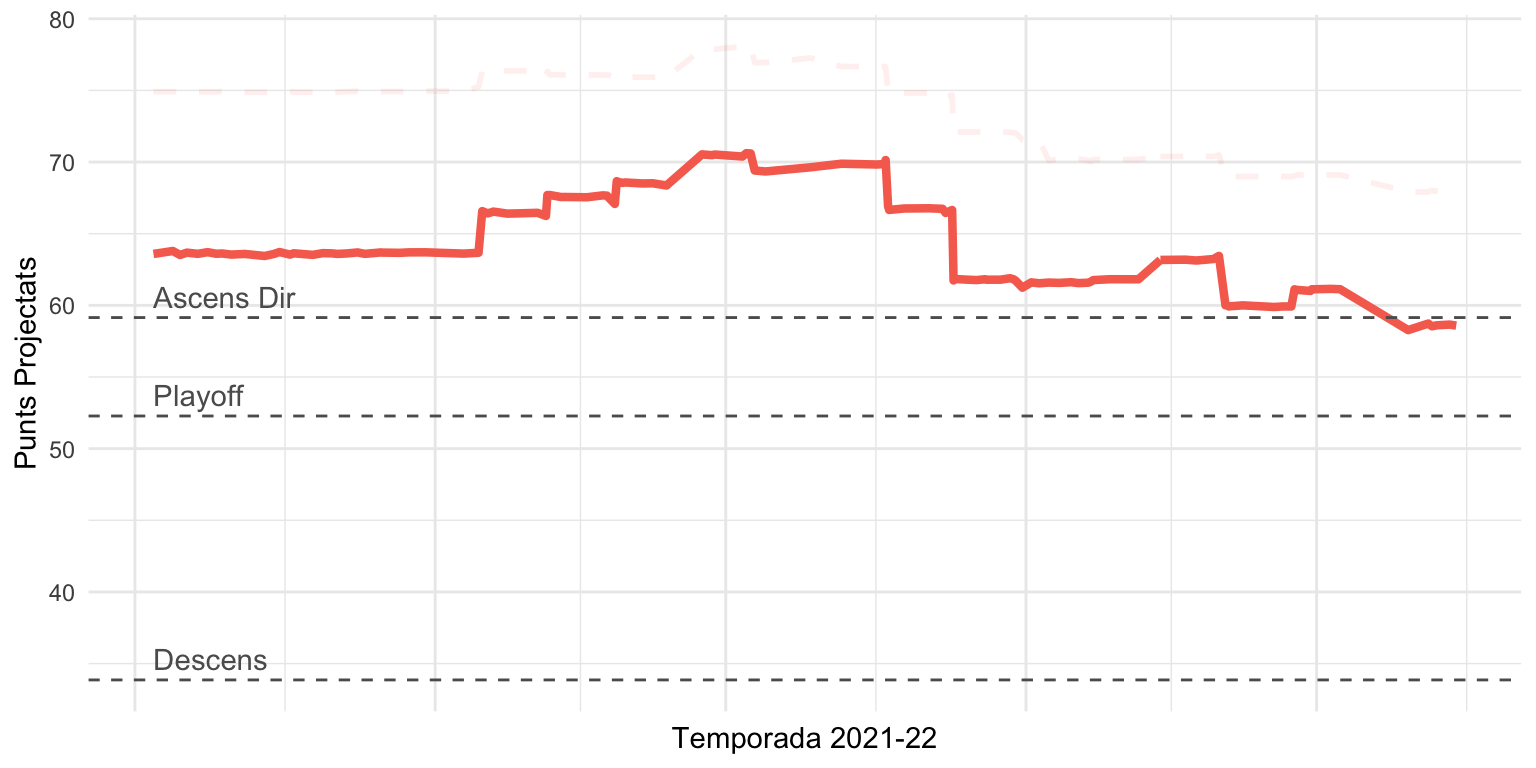 80
70
60
50
40
Punts Projectats
Ascens Dir
Playoff
Descens
Temporada 2021-22